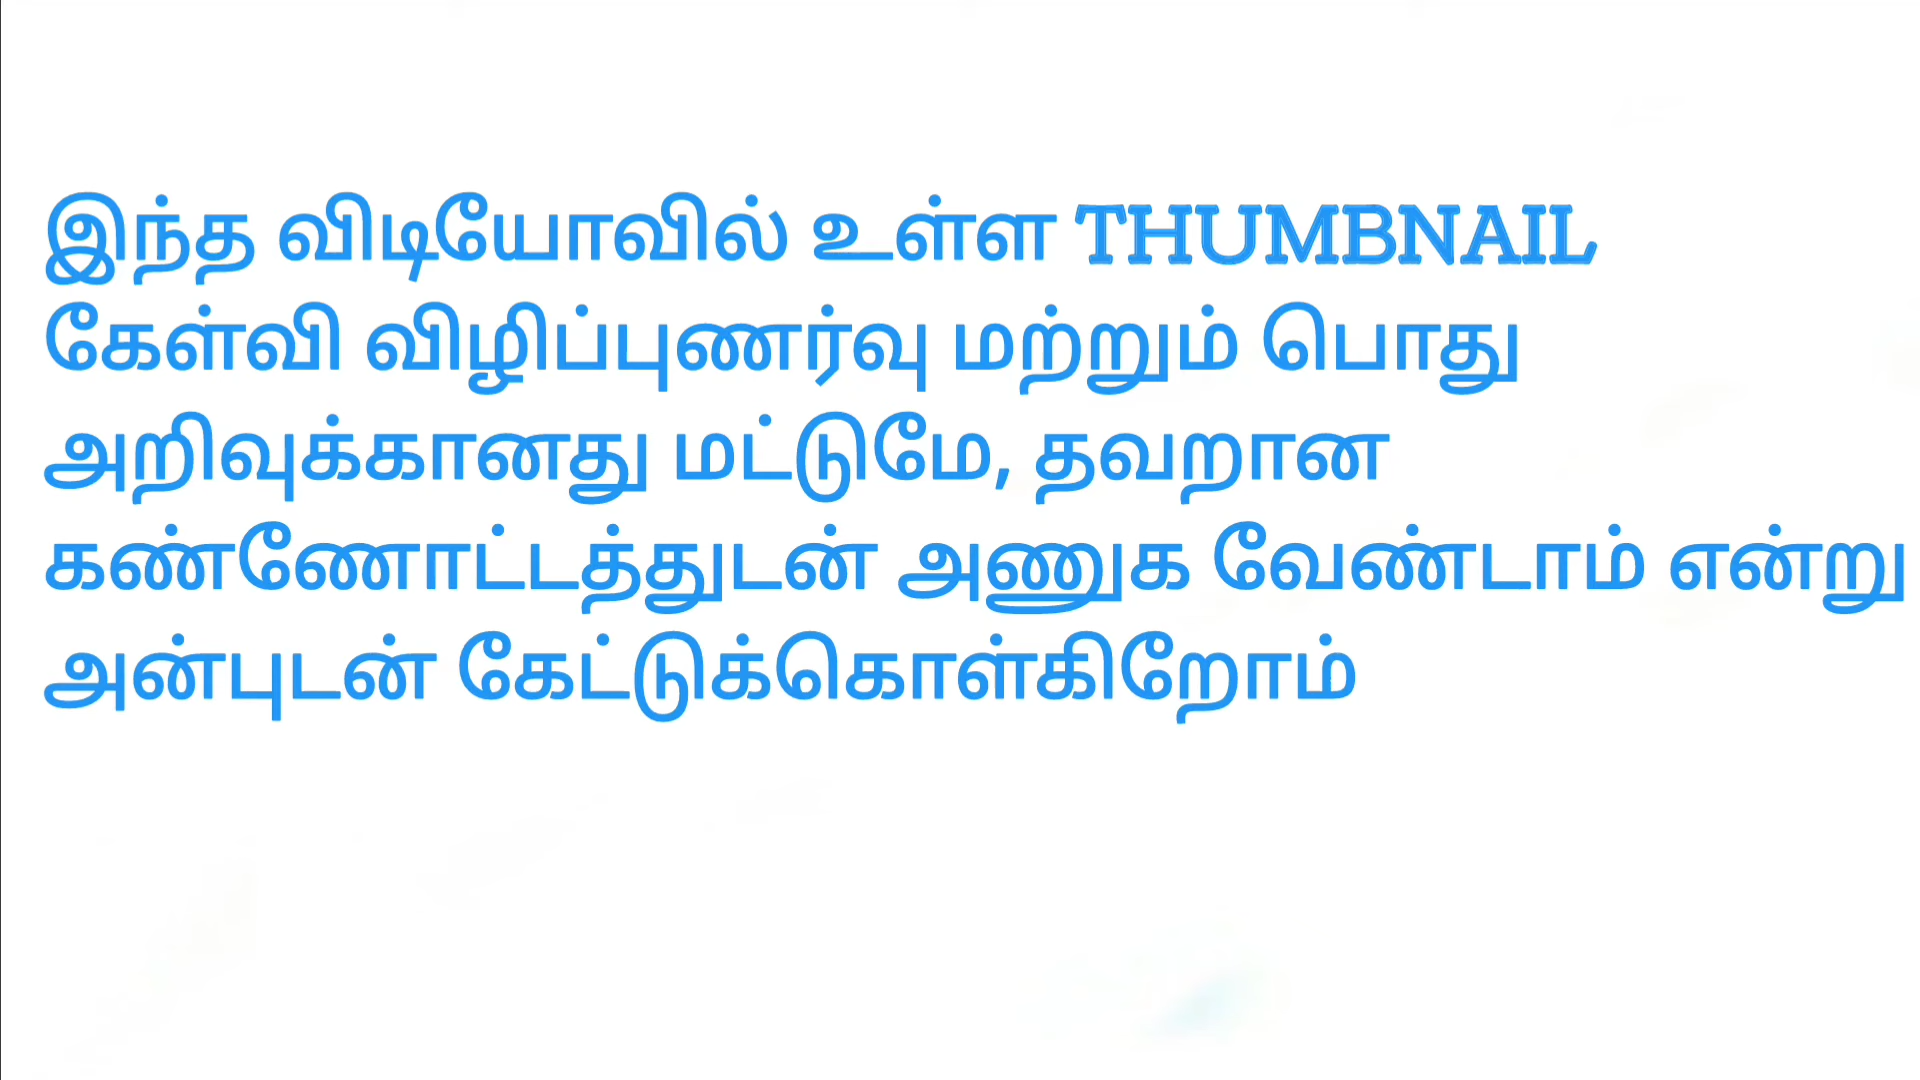 இந்த விடியோவில் உள்ள THUMBNAIL
கேள்வி விழிப்புணர்வு மற்றும் பொது
அறிவுக்கானது மட்டுமே, தவறான
கண்ணோட்டத்துடன் அணுக வேண்டாம் என்று
அன்புடன் கேட்டுக்கொள்கிறோம்